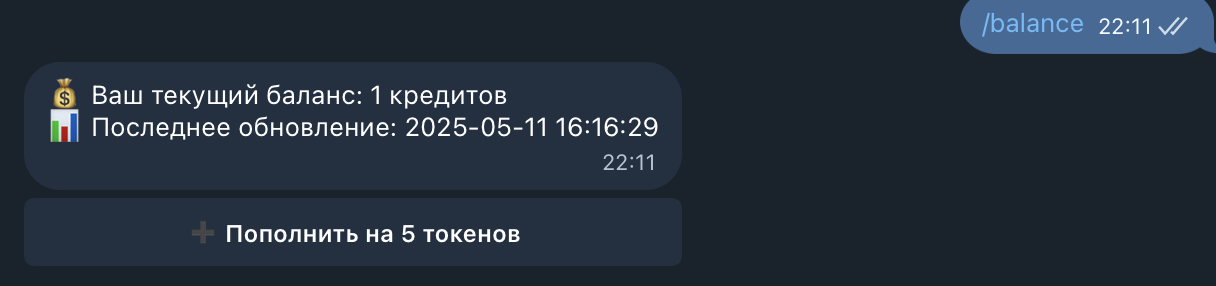 /balance 22:11
💰 Ваш текущий баланс: 1 кредитов
📊 Последнее обновление: 2025-05-11 16:16:29
22:11
➕ Пополнить на 5 токенов